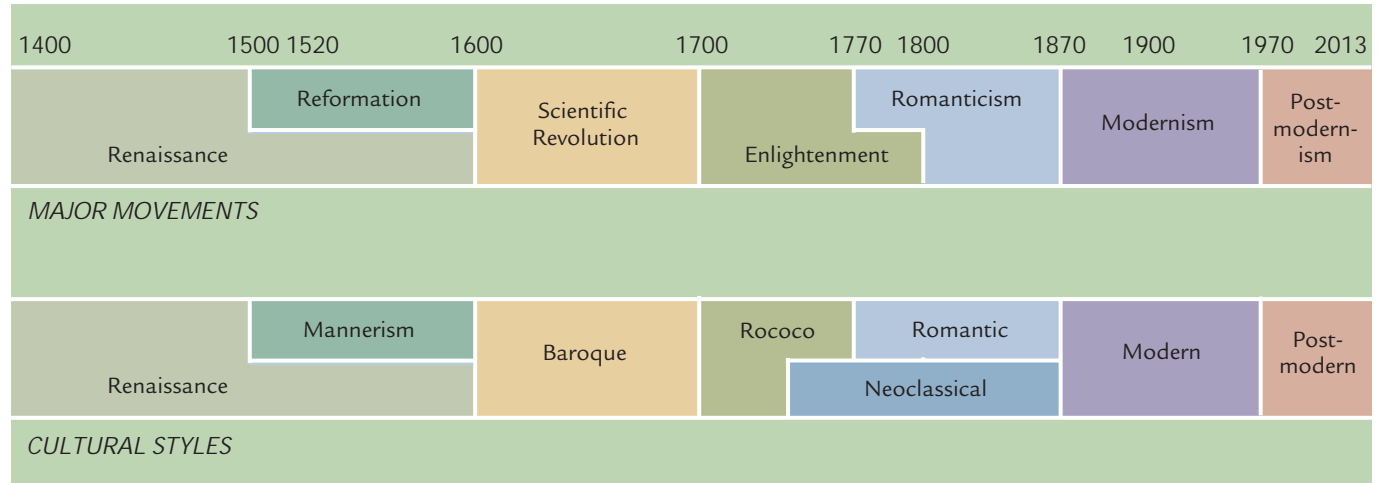 1400 1500 1520 1600 1700 1770 1800 1870 1900 1970 2013
Reformation
Renaissance
Scientific
Revolution
Enlightenment
Romanticism
Modernism
Post-
modern-
ism
MAJOR MOVEMENTS
Mannerism
Renaissance
Baroque
Rococo
Romantic
Neoclassical
Modern
Post-
modern
CULTURAL STYLES